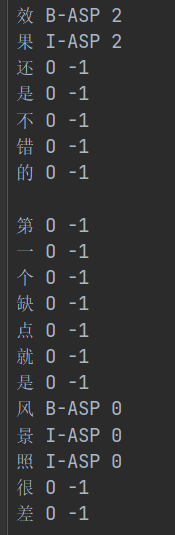 效 B-ASP 2
果 I-ASP 2
还 O -1
是 O -1
不 O -1
错 O -1
的 O -1

第 O -1
一 O -1
个 O -1
缺 O -1
点 O -1
就 O -1
是 O -1
风 B-ASP 0
景 I-ASP 0
照 I-ASP 0
很 O -1
差 O -1